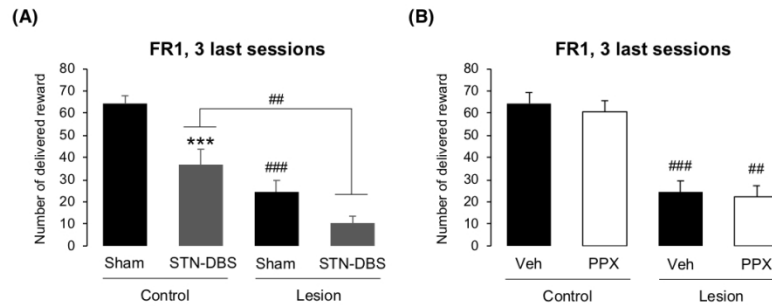 (A)
FR1, 3 last sessions
Number of delivered reward
80
70
60
50
40
30
20
10
0
***
###
##
Sham
STN-DBS
Sham
STN-DBS
Control
Lesion
(B)
FR1, 3 last sessions
Number of delivered reward
80
70
60
50
40
30
20
10
0
###
##
Veh
PPX
Veh
PPX
Control
Lesion